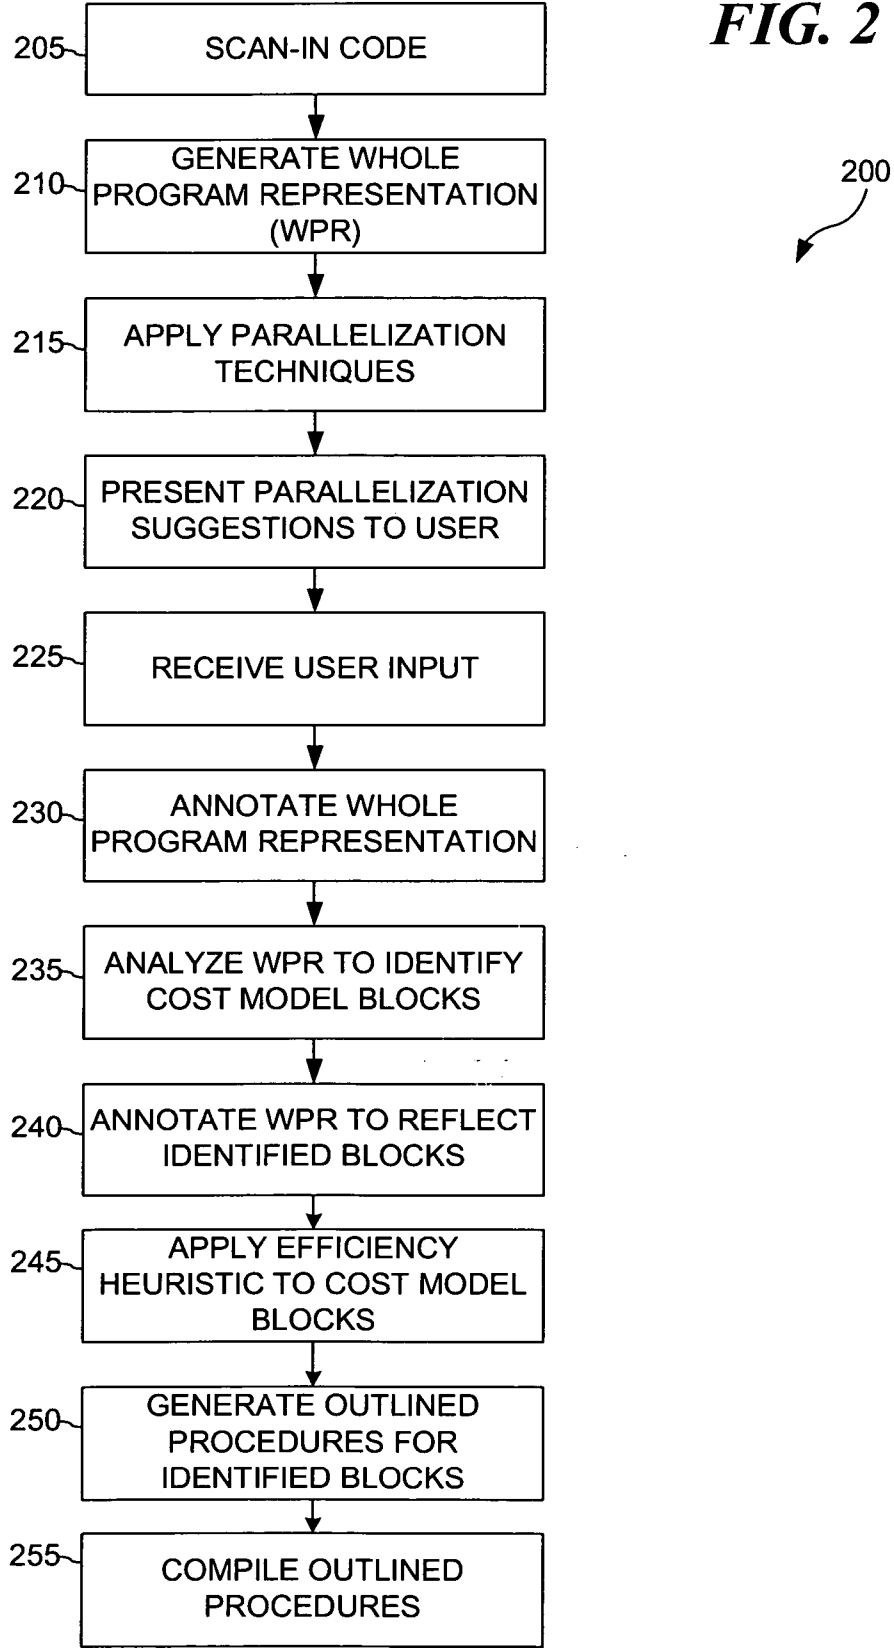 FIG. 2
200
205
SCAN-IN CODE
210
GENERATE WHOLE
PROGRAM REPRESENTATION
(WPR)
215
APPLY PARALLELIZATION
TECHNIQUES
220
PRESENT PARALLELIZATION
SUGGESTIONS TO USER
225
RECEIVE USER INPUT
230
ANNOTATE WHOLE
PROGRAM REPRESENTATION
235
ANALYZE WPR TO IDENTIFY
COST MODEL BLOCKS
240
ANNOTATE WPR TO REFLECT
IDENTIFIED BLOCKS
245
APPLY EFFICIENCY
HEURISTIC TO COST MODEL
BLOCKS
250
GENERATE OUTLINED
PROCEDURES FOR
IDENTIFIED BLOCKS
255
COMPILE OUTLINED
PROCEDURES